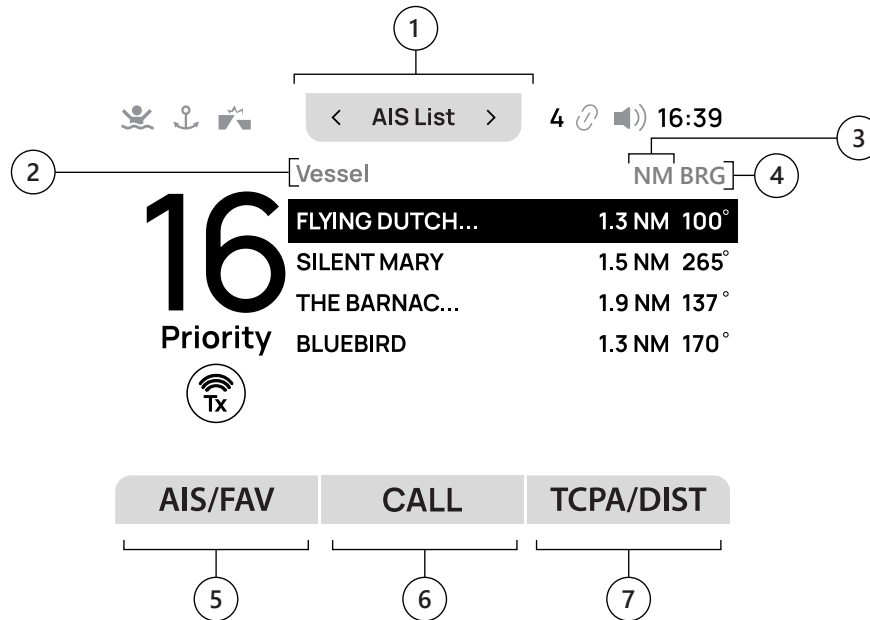 1
< AIS List >
4 16:39
3
2
Vessel NM BRG
4
16
Priority
Tx
FLYING DUTCH... 1.3 NM 100°
SILENT MARY 1.5 NM 265°
THE BARNAC... 1.9 NM 137°
BLUEBIRD 1.3 NM 170°
AIS/FAV CALL TCPA/DIST
5 6 7